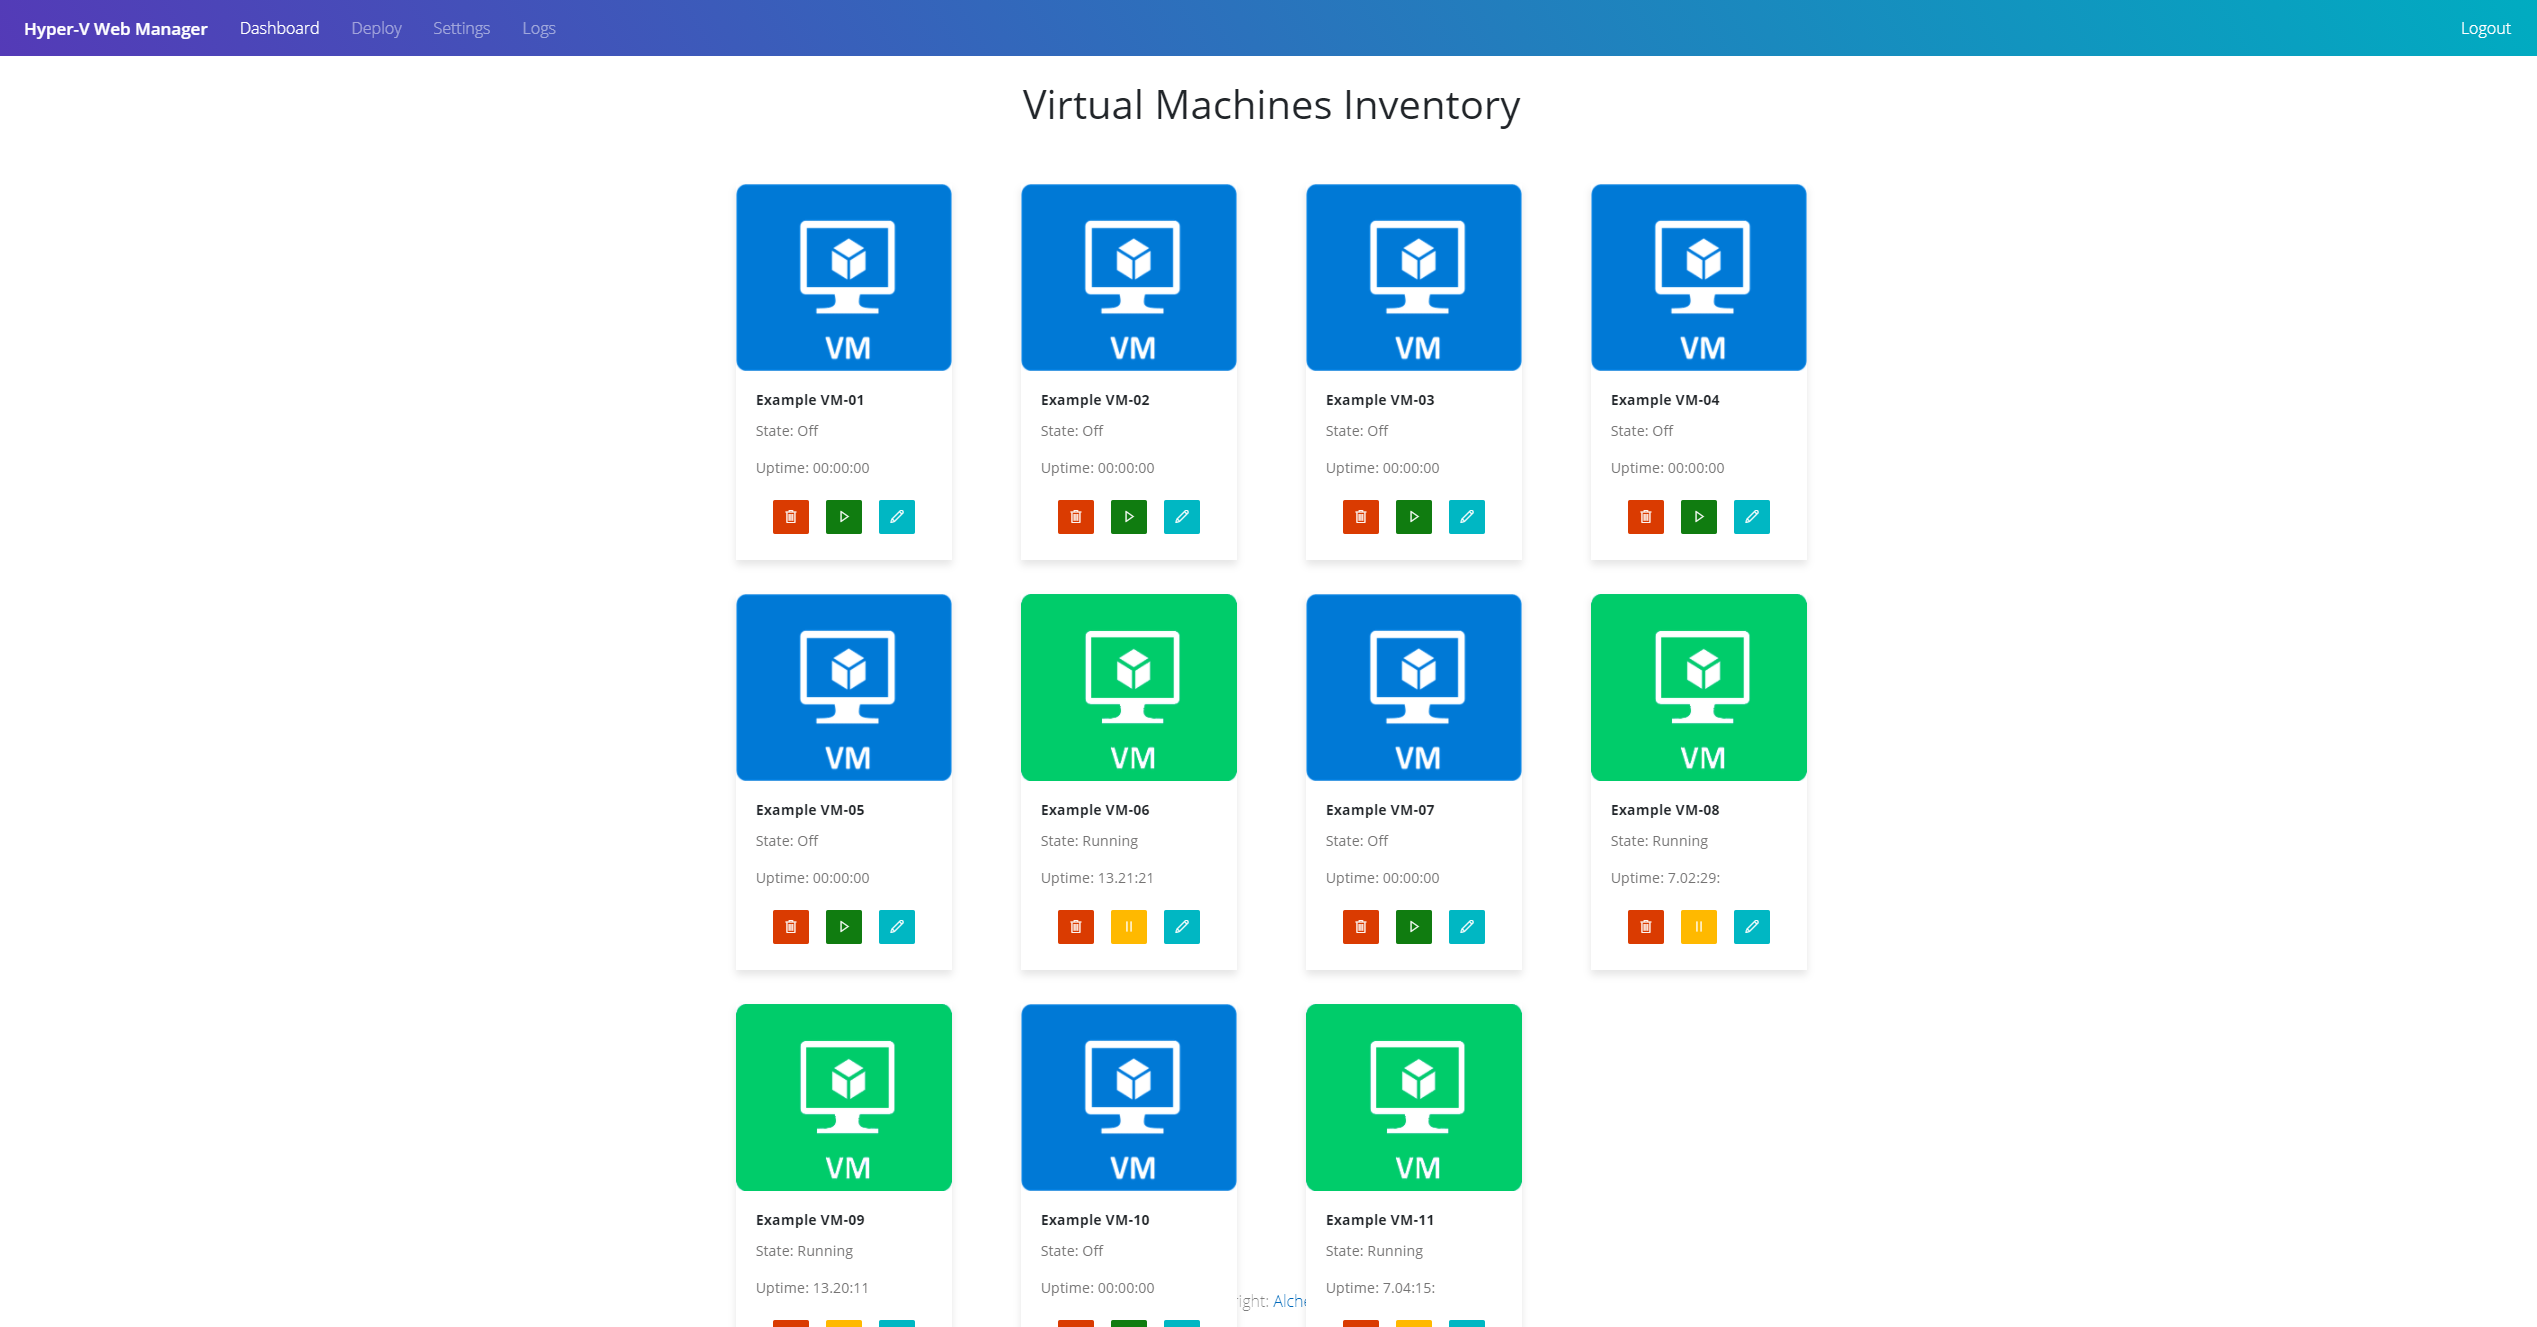 Hyper-V Web Manager Dashboard Deploy Settings Logs Logout
Virtual Machines Inventory
VM VM VM VM
Example VM-01 Example VM-02 Example VM-03 Example VM-04
State: Off State: Off State: Off State: Off
Uptime: 00:00:00 Uptime: 00:00:00 Uptime: 00:00:00 Uptime: 00:00:00
VM VM VM VM
Example VM-05 Example VM-06 Example VM-07 Example VM-08
State: Off State: Running State: Off State: Running
Uptime: 00:00:00 Uptime: 13.21:21 Uptime: 00:00:00 Uptime: 7.02:29:
VM VM VM
Example VM-09 Example VM-10 Example VM-11
State: Running State: Off State: Running
Uptime: 13.20:11 Uptime: 00:00:00 Uptime: 7.04:15: